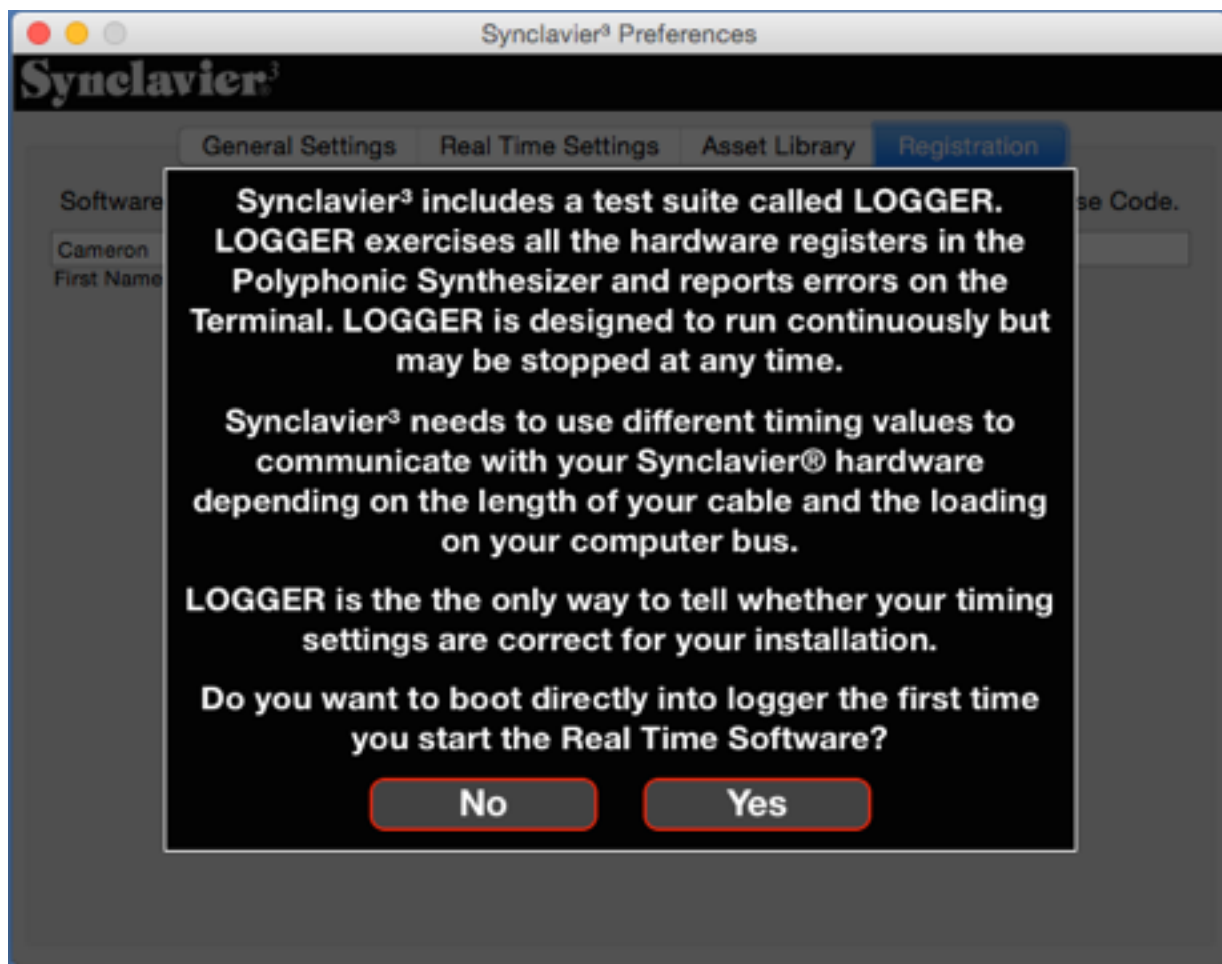 Synclavier³ Preferences
Synclavier³
General Settings Real Time Settings Asset Library Registration
Software se Code.
Cameron
First Name
Synclavier³ includes a test suite called LOGGER.
LOGGER exercises all the hardware registers in the
Polyphonic Synthesizer and reports errors on the
Terminal. LOGGER is designed to run continuously but
may be stopped at any time.
Synclavier³ needs to use different timing values to
communicate with your Synclavier® hardware
depending on the length of your cable and the loading
on your computer bus.
LOGGER is the the only way to tell whether your timing
settings are correct for your installation.
Do you want to boot directly into logger the first time
you start the Real Time Software?
No Yes